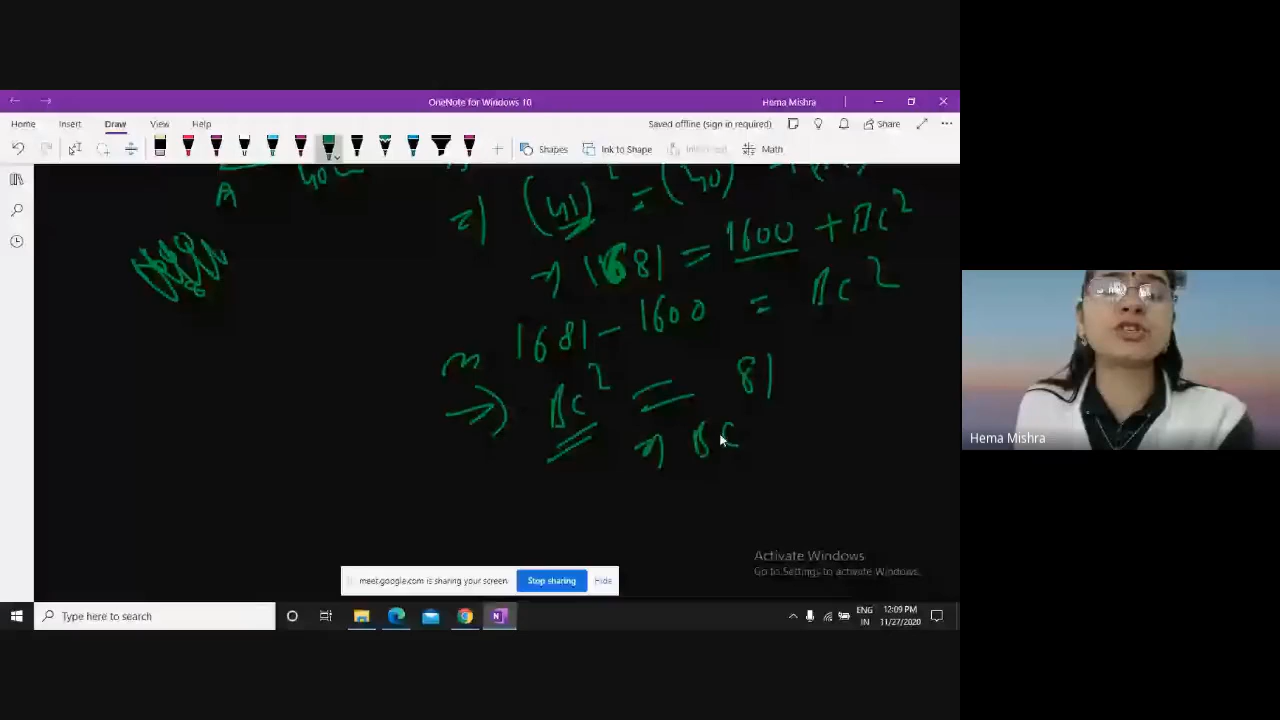 OneNote for Windows 10
Hema Mishra
Home Insert Draw View Help
Saved offline (sign in required)
Share
Shapes Ink to Shape Math
A 40
(41)² = (40)
1681 = 1600 + BC²
1681 - 1600 = BC²
BC² = 81
BC
Hema Mishra
Activate Windows
Go to Settings to activate Windows.
meet.google.com is sharing your screen Stop sharing Hide
Type here to search
ENG
IN
12:09 PM
11/27/2020